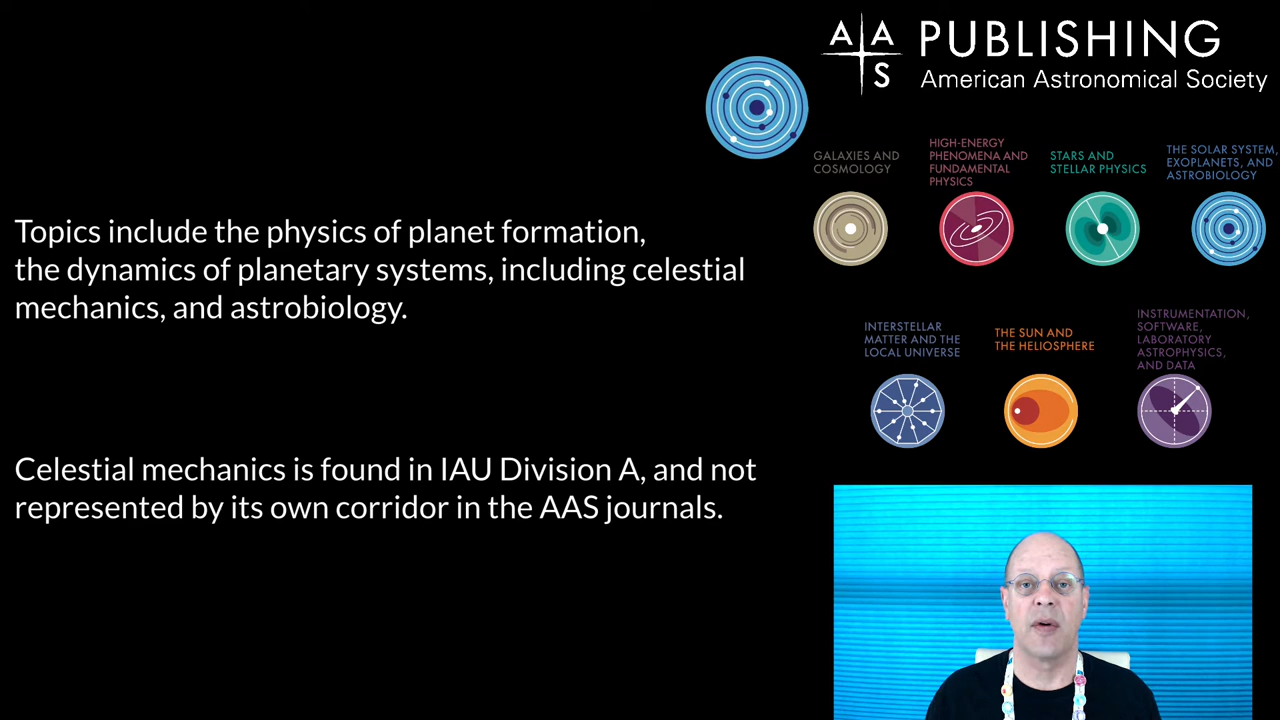 AAS PUBLISHING
American Astronomical Society
GALAXIES AND
COSMOLOGY
HIGH-ENERGY
PHENOMENA AND
FUNDAMENTAL
PHYSICS
STARS AND
STELLAR PHYSICS
THE SOLAR SYSTEM,
EXOPLANETS, AND
ASTROBIOLOGY
Topics include the physics of planet formation,
the dynamics of planetary systems, including celestial
mechanics, and astrobiology.
INTERSTELLAR
MATTER AND THE
LOCAL UNIVERSE
THE SUN AND
THE HELIOSPHERE
INSTRUMENTATION,
SOFTWARE,
LABORATORY
ASTROPHYSICS,
AND DATA
Celestial mechanics is found in IAU Division A, and not
represented by its own corridor in the AAS journals.